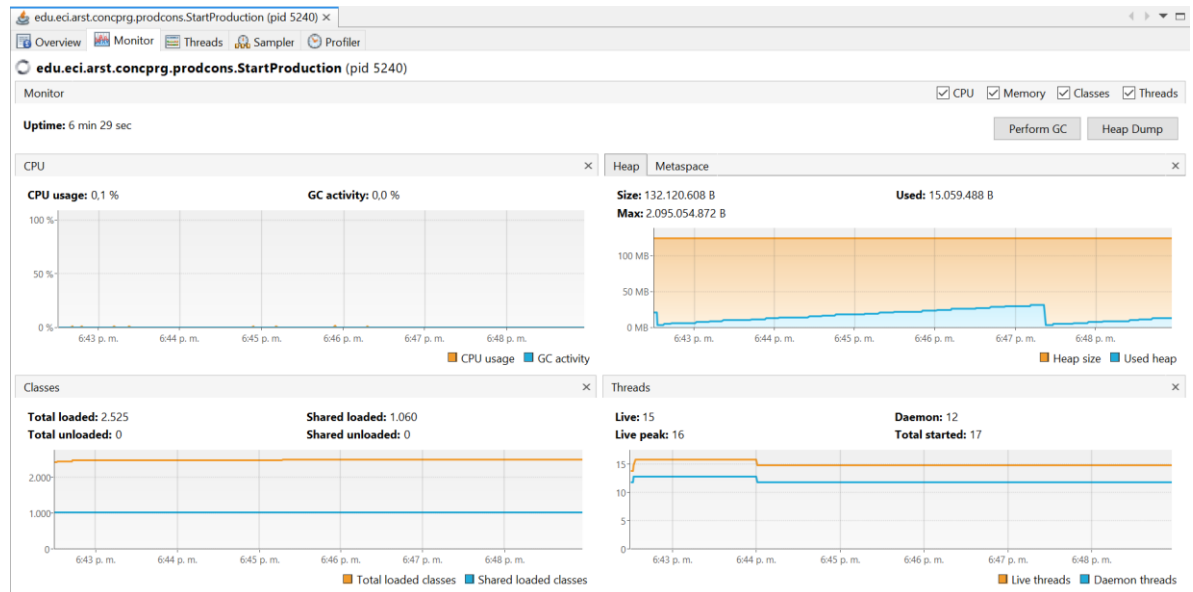 edu.eci.arst.concprg.prodcons.StartProduction (pid 5240) ×
Overview Monitor Threads Sampler Profiler
edu.eci.arst.concprg.prodcons.StartProduction (pid 5240)
Monitor CPU Memory Classes Threads
Uptime: 6 min 29 sec Perform GC Heap Dump
CPU ×
CPU usage: 0,1 % GC activity: 0,0 %
100 %
50 %
0 %
6:43 p. m. 6:44 p. m. 6:45 p. m. 6:46 p. m. 6:47 p. m. 6:48 p. m.
CPU usage GC activity
Heap Metaspace ×
Size: 132.120.608 B Used: 15.059.488 B
Max: 2.095.054.872 B
100 MB
50 MB
0 MB
6:43 p. m. 6:44 p. m. 6:45 p. m. 6:46 p. m. 6:47 p. m. 6:48 p. m.
Heap size Used heap
Classes ×
Total loaded: 2.525 Shared loaded: 1.060
Total unloaded: 0 Shared unloaded: 0
2.000
1.000
0
6:43 p. m. 6:44 p. m. 6:45 p. m. 6:46 p. m. 6:47 p. m. 6:48 p. m.
Total loaded classes Shared loaded classes
Threads ×
Live: 15 Daemon: 12
Live peak: 16 Total started: 17
15
10
5
0
6:43 p. m. 6:44 p. m. 6:45 p. m. 6:46 p. m. 6:47 p. m. 6:48 p. m.
Live threads Daemon threads